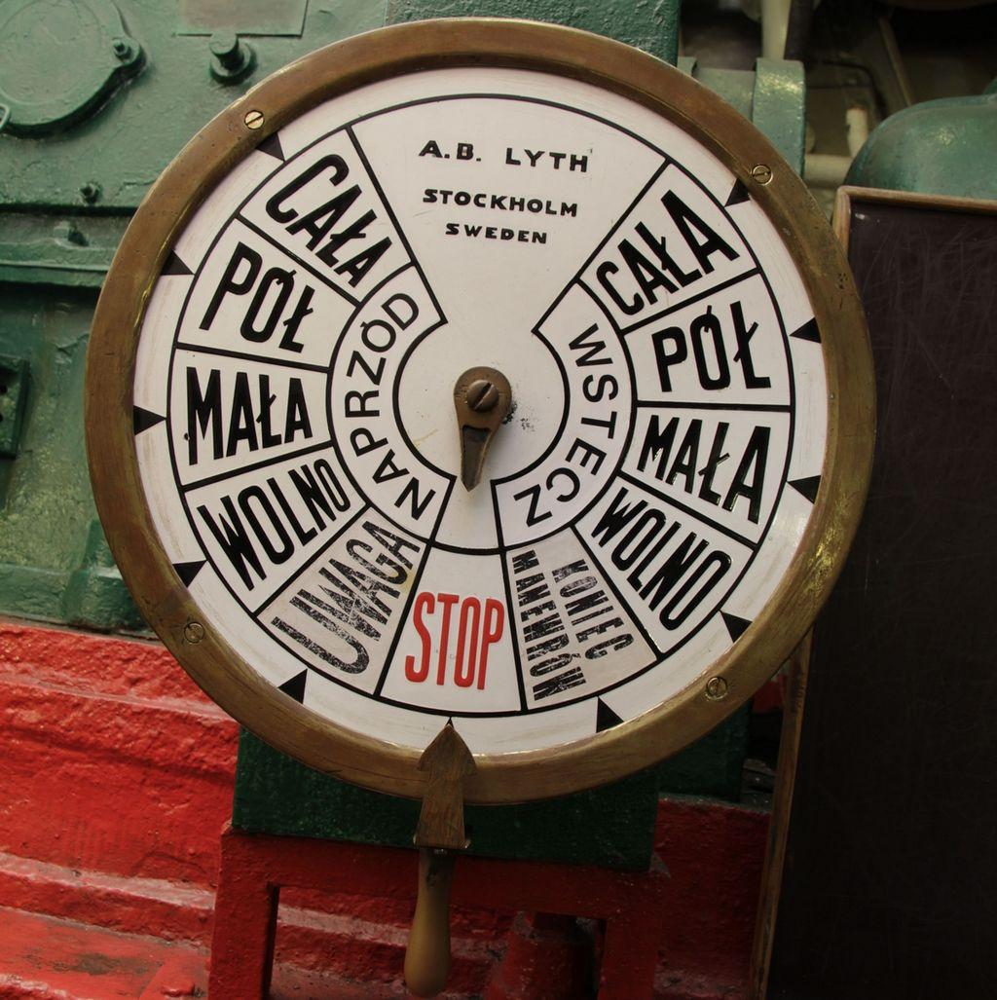 A.B. LYTH
STOCKHOLM
SWEDEN
NAPRZÓD
CAŁA
PÓŁ
MAŁA
WOLNO
UWAGA
STOP
KONIEC
MANEWRÓW
WSTECZ
CAŁA
PÓŁ
MAŁA
WOLNO